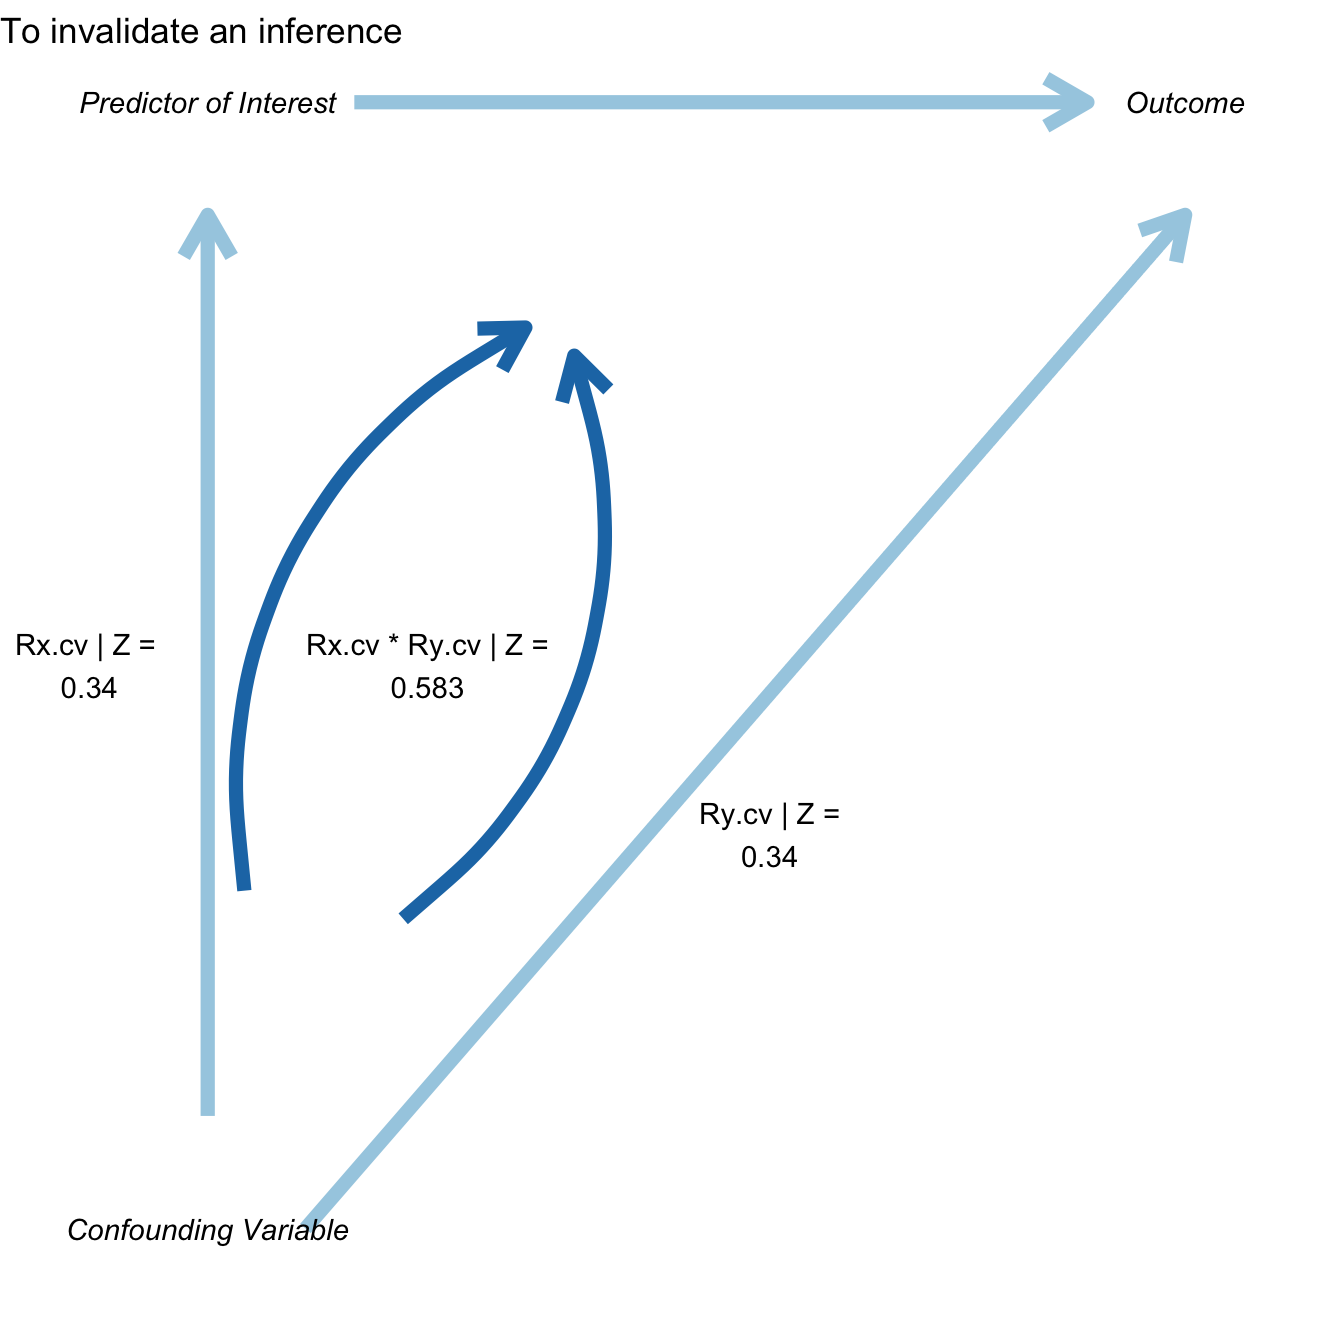 To invalidate an inference
Predictor of Interest
Outcome
Rx.cv | Z =
0.34
Rx.cv * Ry.cv | Z =
0.583
Ry.cv | Z =
0.34
Confounding Variable